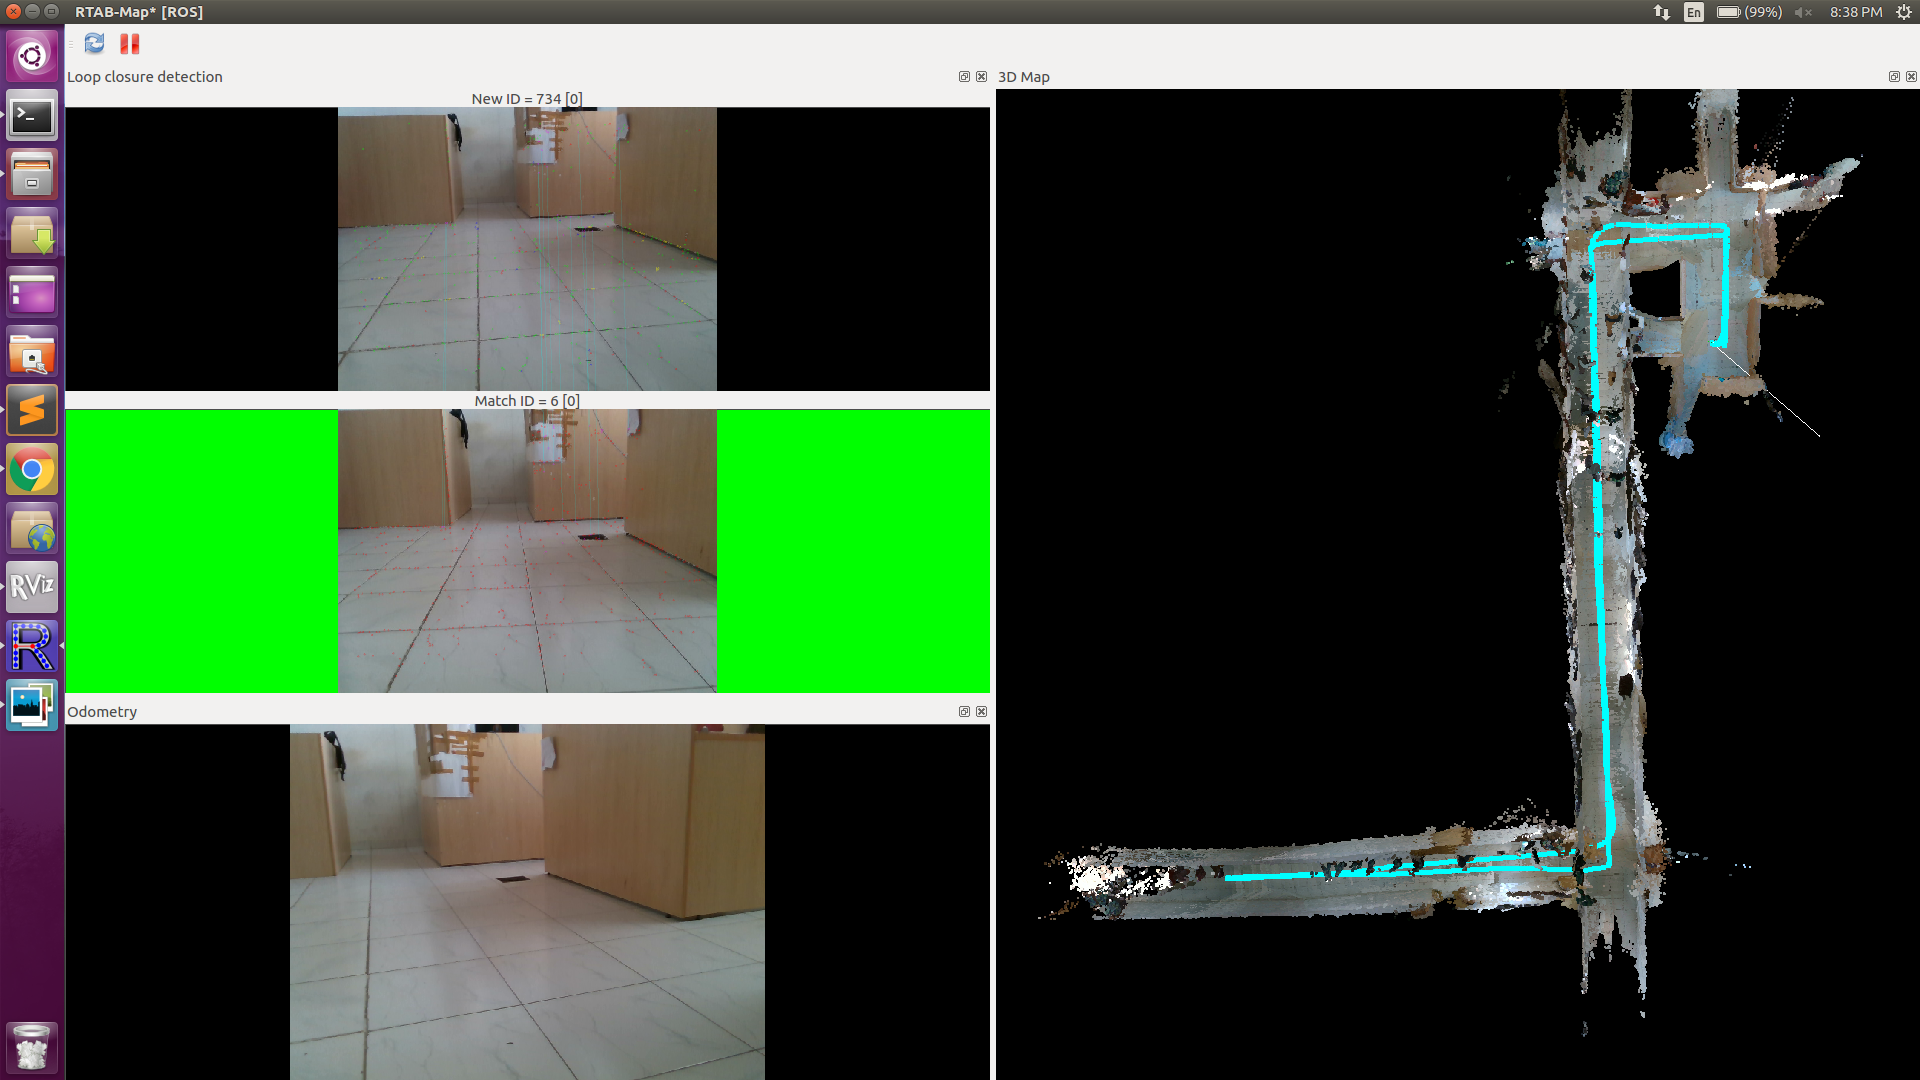 RTAB-Map* [ROS]
En
(99%)
8:38 PM
Loop closure detection
New ID = 734 [0]
Match ID = 6 [0]
Odometry
3D Map
RViz
R